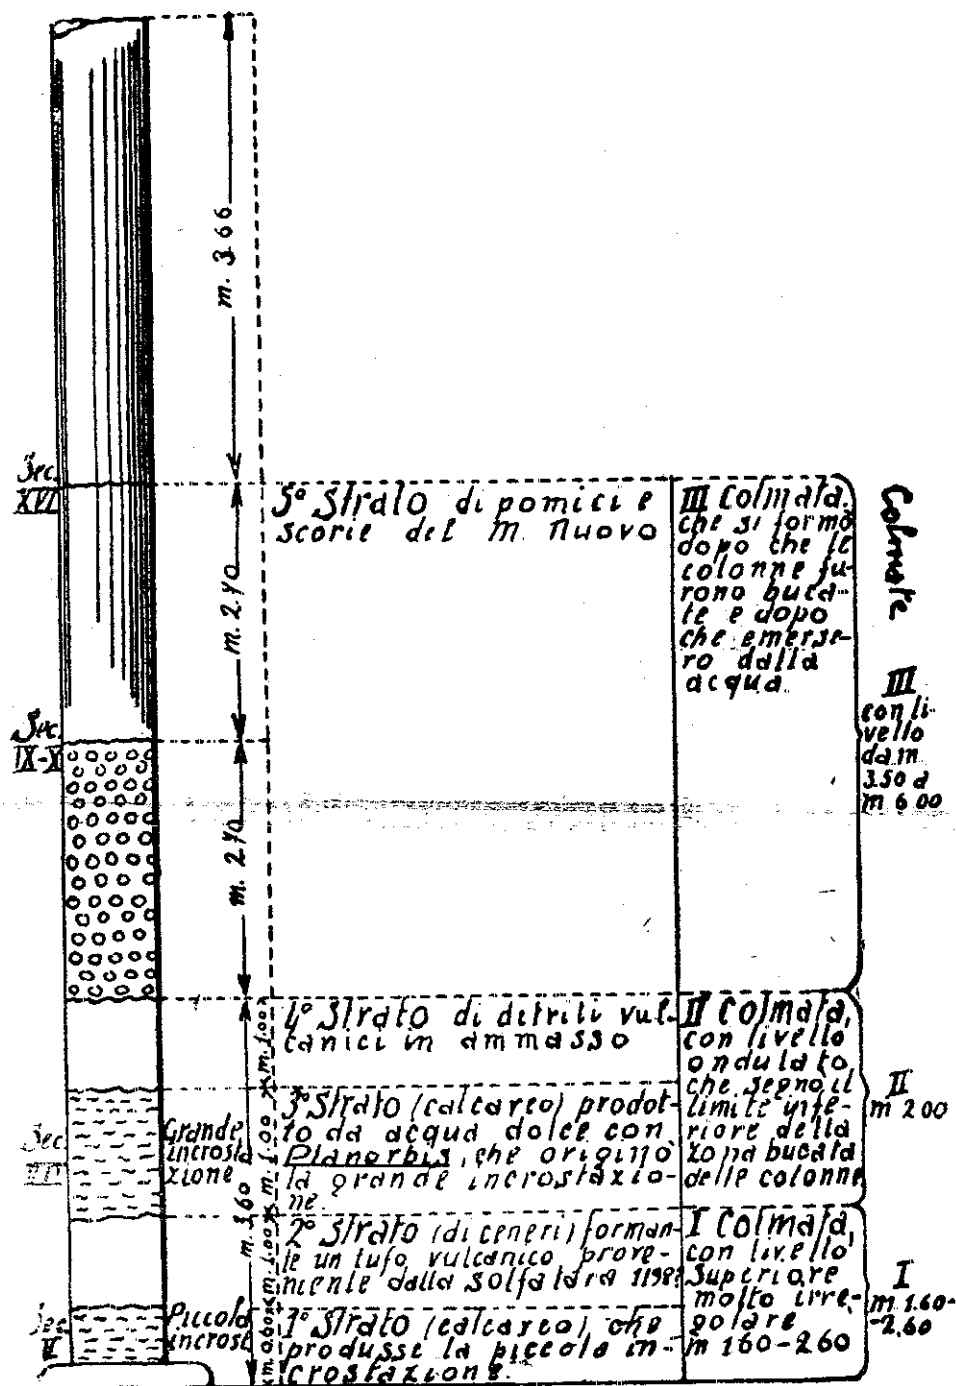 m. 3.66
Sec.
XVI
m. 2.70
Sec.
IX-X
m. 2.70
m. 3.60
5° Strato di pomici e
scorie del M. Nuovo
III Colmata,
che si formò
dopo che le
colonne fu-
rono buca-
te e dopo
che emerse-
ro dalla
acqua.
Colmate
III
con li-
vello
da m
3.50 a
m 6 00
m. 1.00
4° Strato di detriti vul-
canici in ammasso
II Colmata,
con livello
ondulato
che segnò il
limite infe-
riore della
zona bucata
delle colonne
II
m 2 00
Sec.
Grande
incrosta
zione
m. 1.00
3° Strato (calcareo) prodot-
to da acqua dolce con
Planorbis, che originò
la grande incrostazio-
ne.
m. 1.00
2° Strato (di ceneri) forman-
te un tufo vulcanico prove-
niente dalla Solfatara 1198?
I Colmata,
con livello
superiore
molto irre-
golare
m 160-260
I
m 1.60-
-2.60
Sec
V
Piccola
incrost
m. 0.60
1° Strato (calcareo) che
produsse la piccola in-
crostazione.